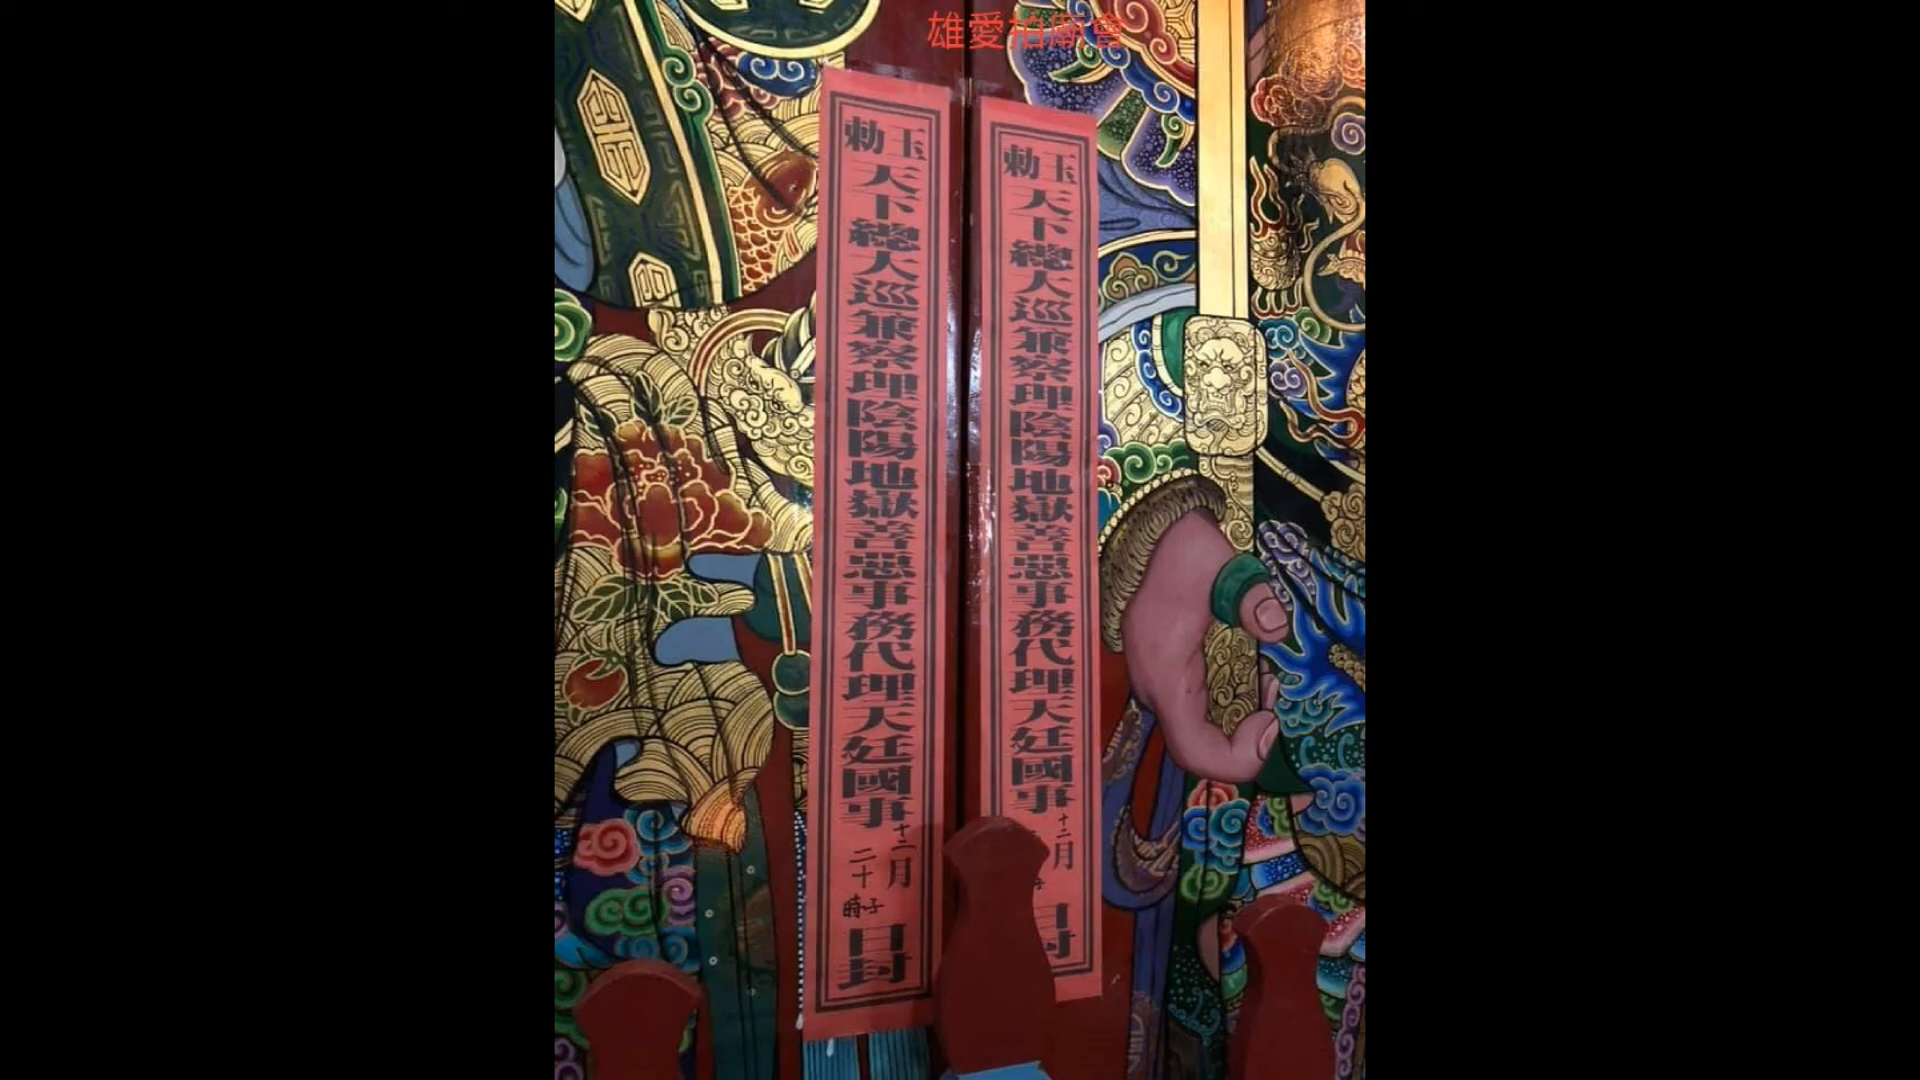 雄愛拍廟會
玉勅
天下總大巡兼察理陰陽地獄善惡事務代理天廷國事
十二月
二十
子時
日封
玉勅
天下總大巡兼察理陰陽地獄善惡事務代理天廷國事
十二月
日封